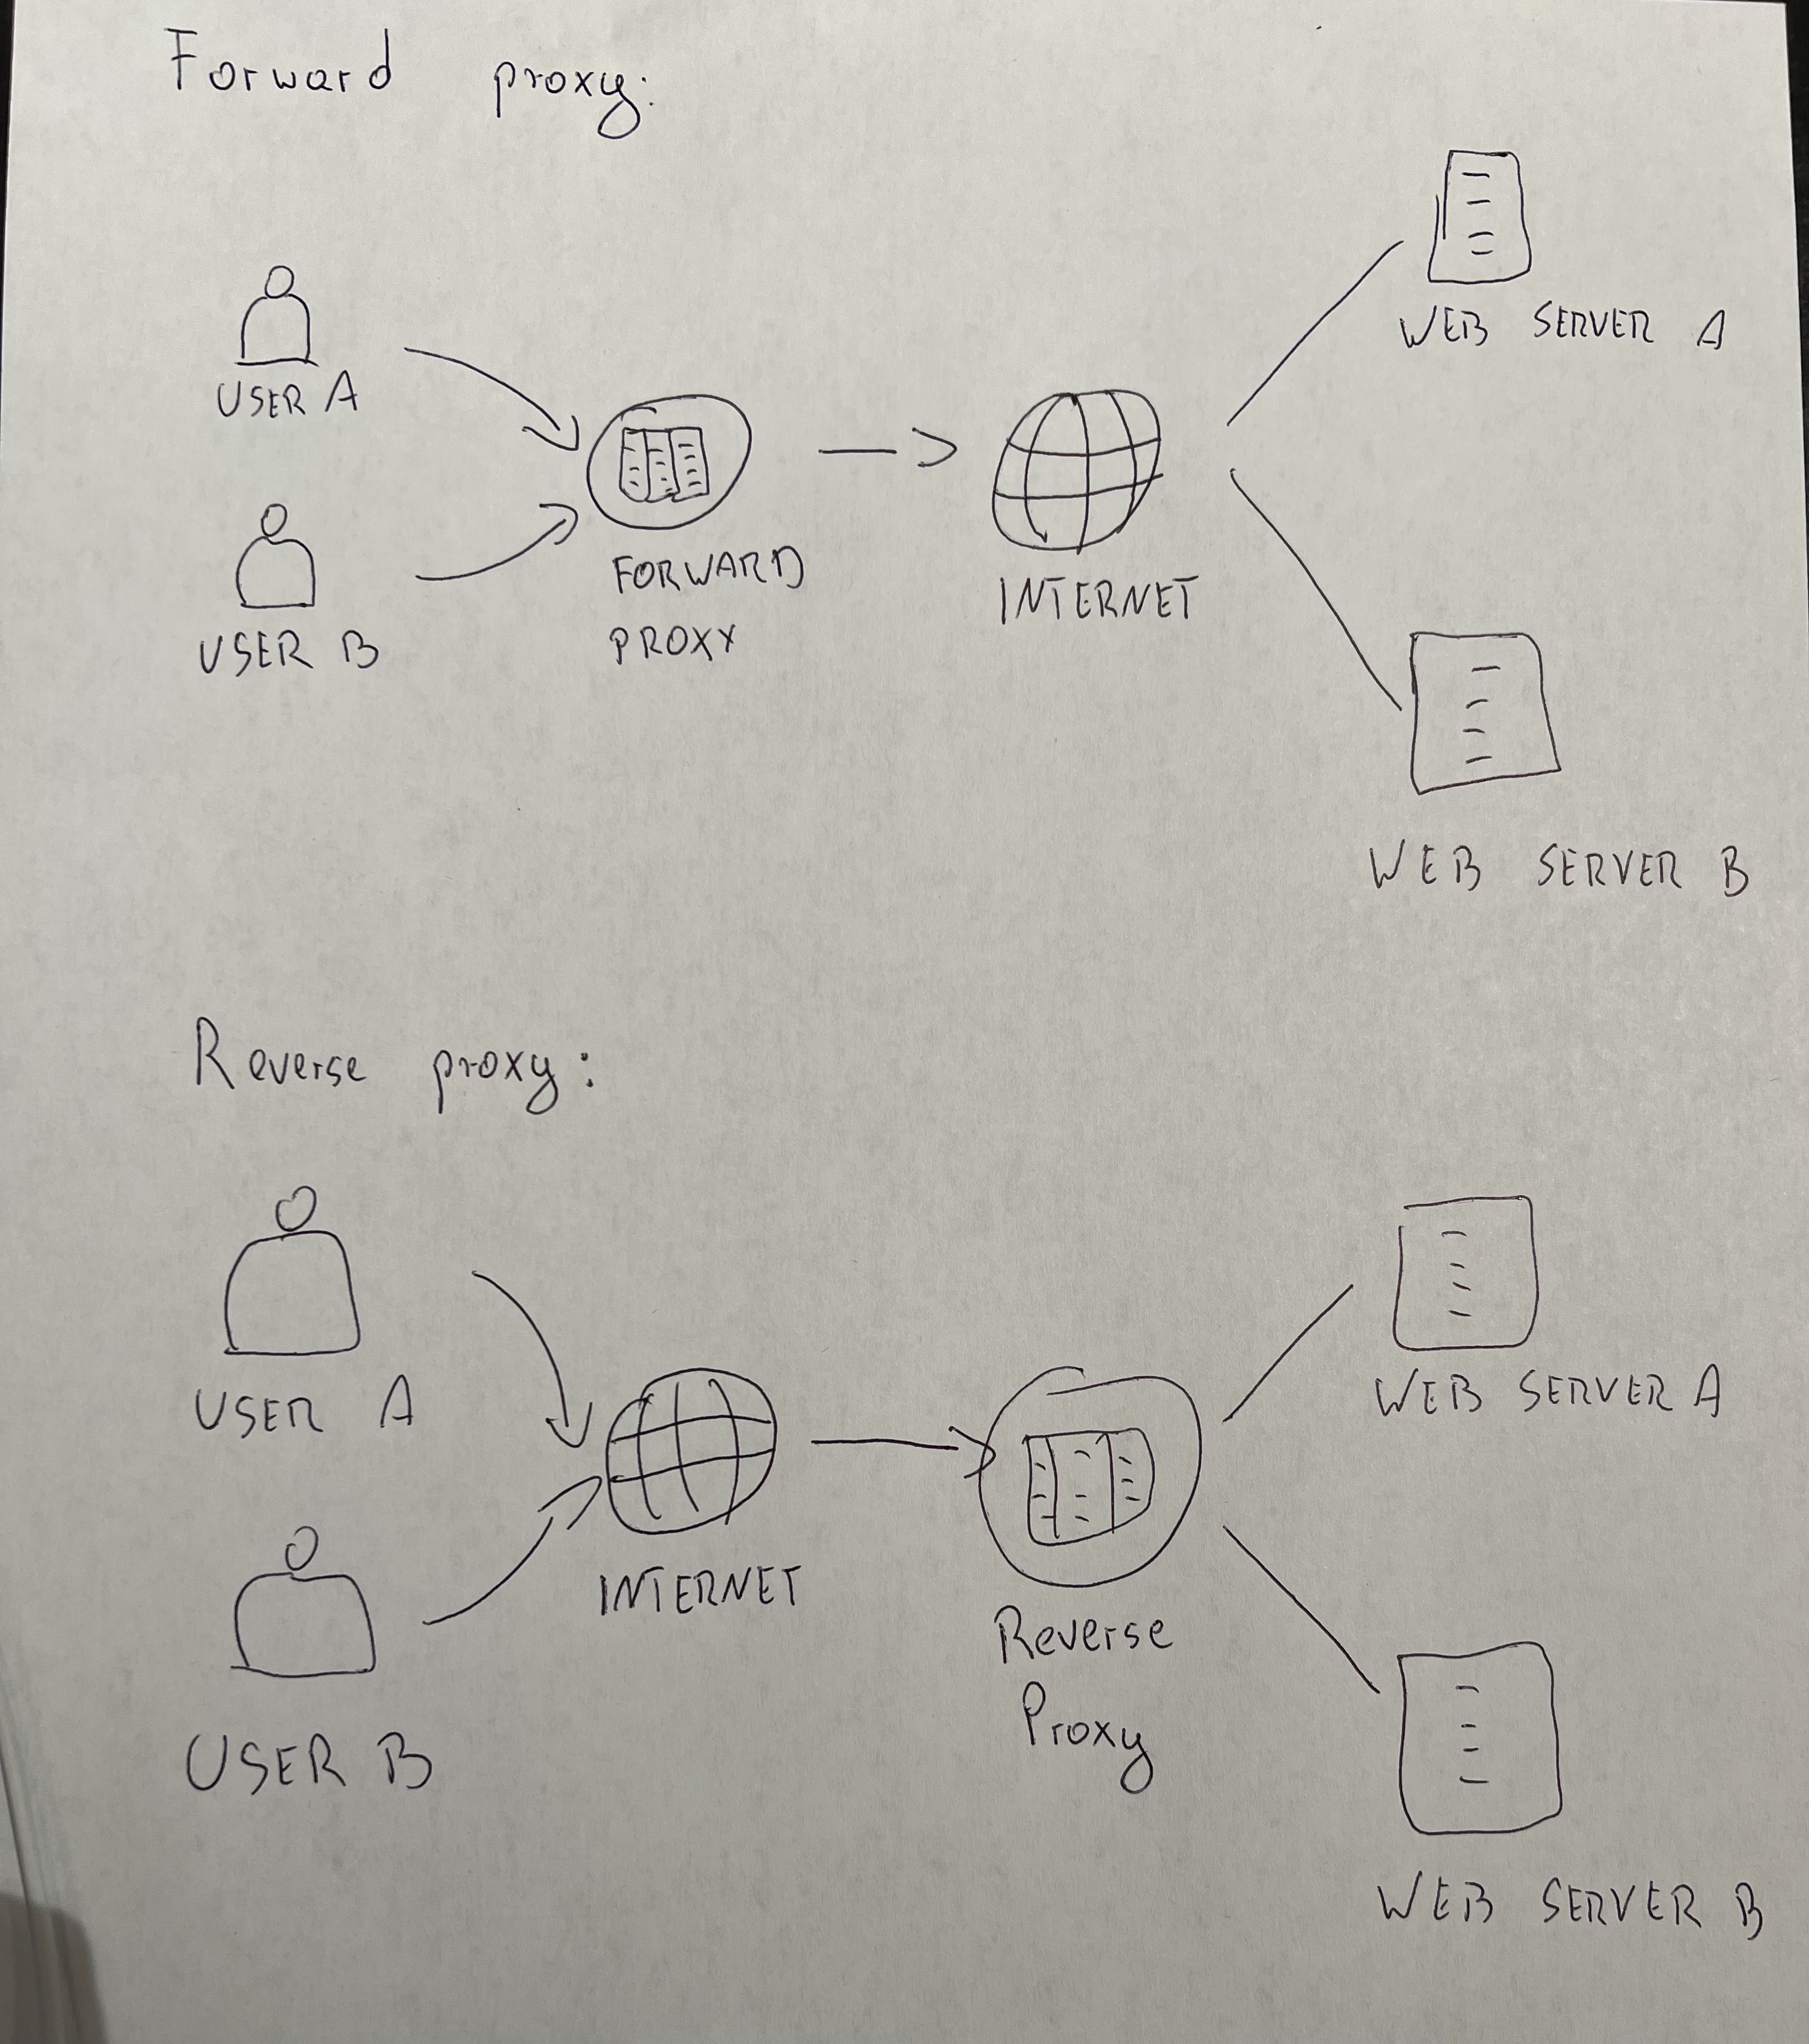 Forward proxy:
WEB SERVER A
USER A
FORWARD
PROXY
INTERNET
USER B
WEB SERVER B
Reverse proxy:
USER A
WEB SERVER A
INTERNET
Reverse
Proxy
USER B
WEB SERVER B